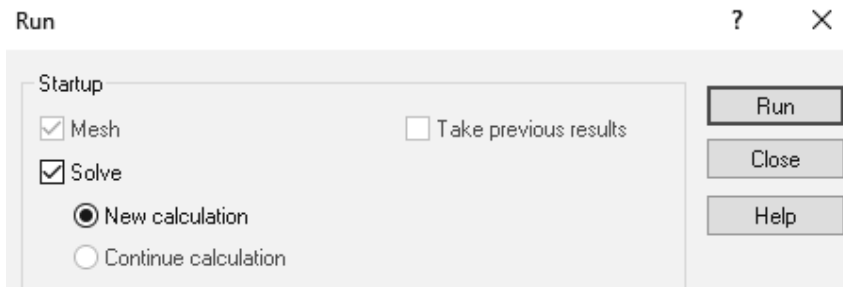 Run ?
Startup
Mesh
Take previous results
Run
Solve
Close
New calculation
Help
Continue calculation